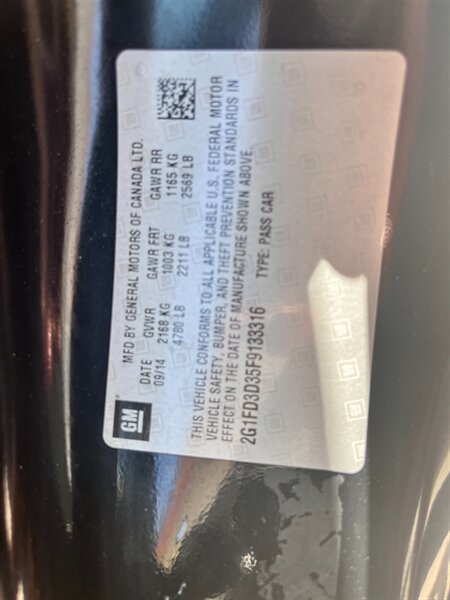 MFD BY GENERAL MOTORS OF CANADA LTD.
DATE GVWR GAWR FRT GAWR RR
09/14 2168 KG 1003 KG 1165 KG
4780 LB 2211 LB 2569 LB
GM
THIS VEHICLE CONFORMS TO ALL APPLICABLE U.S. FEDERAL MOTOR
VEHICLE SAFETY, BUMPER, AND THEFT PREVENTION STANDARDS IN
EFFECT ON THE DATE OF MANUFACTURE SHOWN ABOVE.
2G1FD3D35F9133316 TYPE: PASS CAR